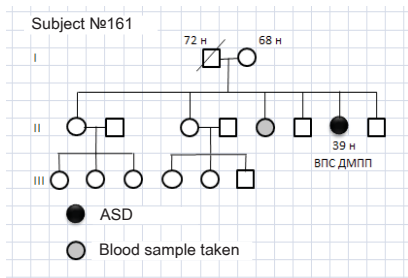 Subject №161
72 н 68 н
I
II
39 н
ВПС ДМПП
III
ASD
Blood sample taken